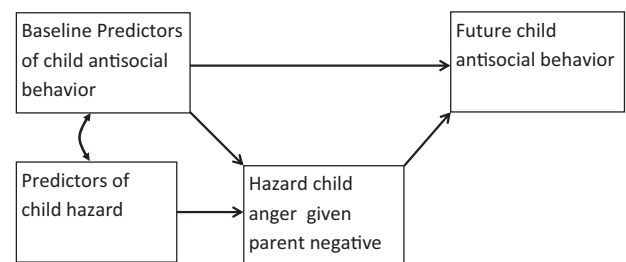 Baseline Predictors
of child antisocial
behavior
Future child
antisocial behavior
Predictors of
child hazard
Hazard child
anger given
parent negative